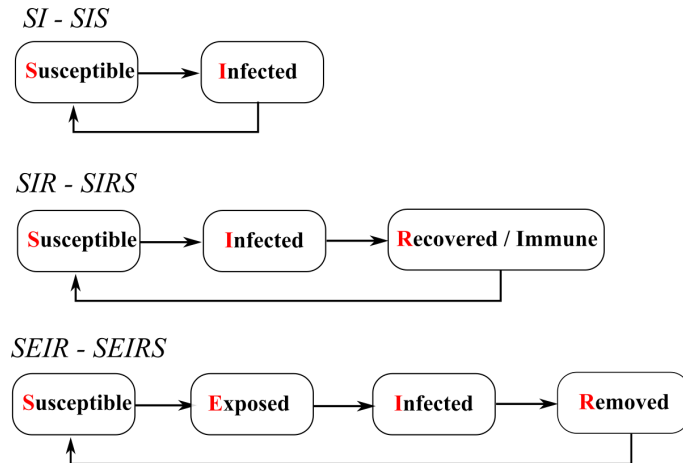 SI - SIS
Susceptible Infected
SIR - SIRS
Susceptible Infected Recovered / Immune
SEIR - SEIRS
Susceptible Exposed Infected Removed